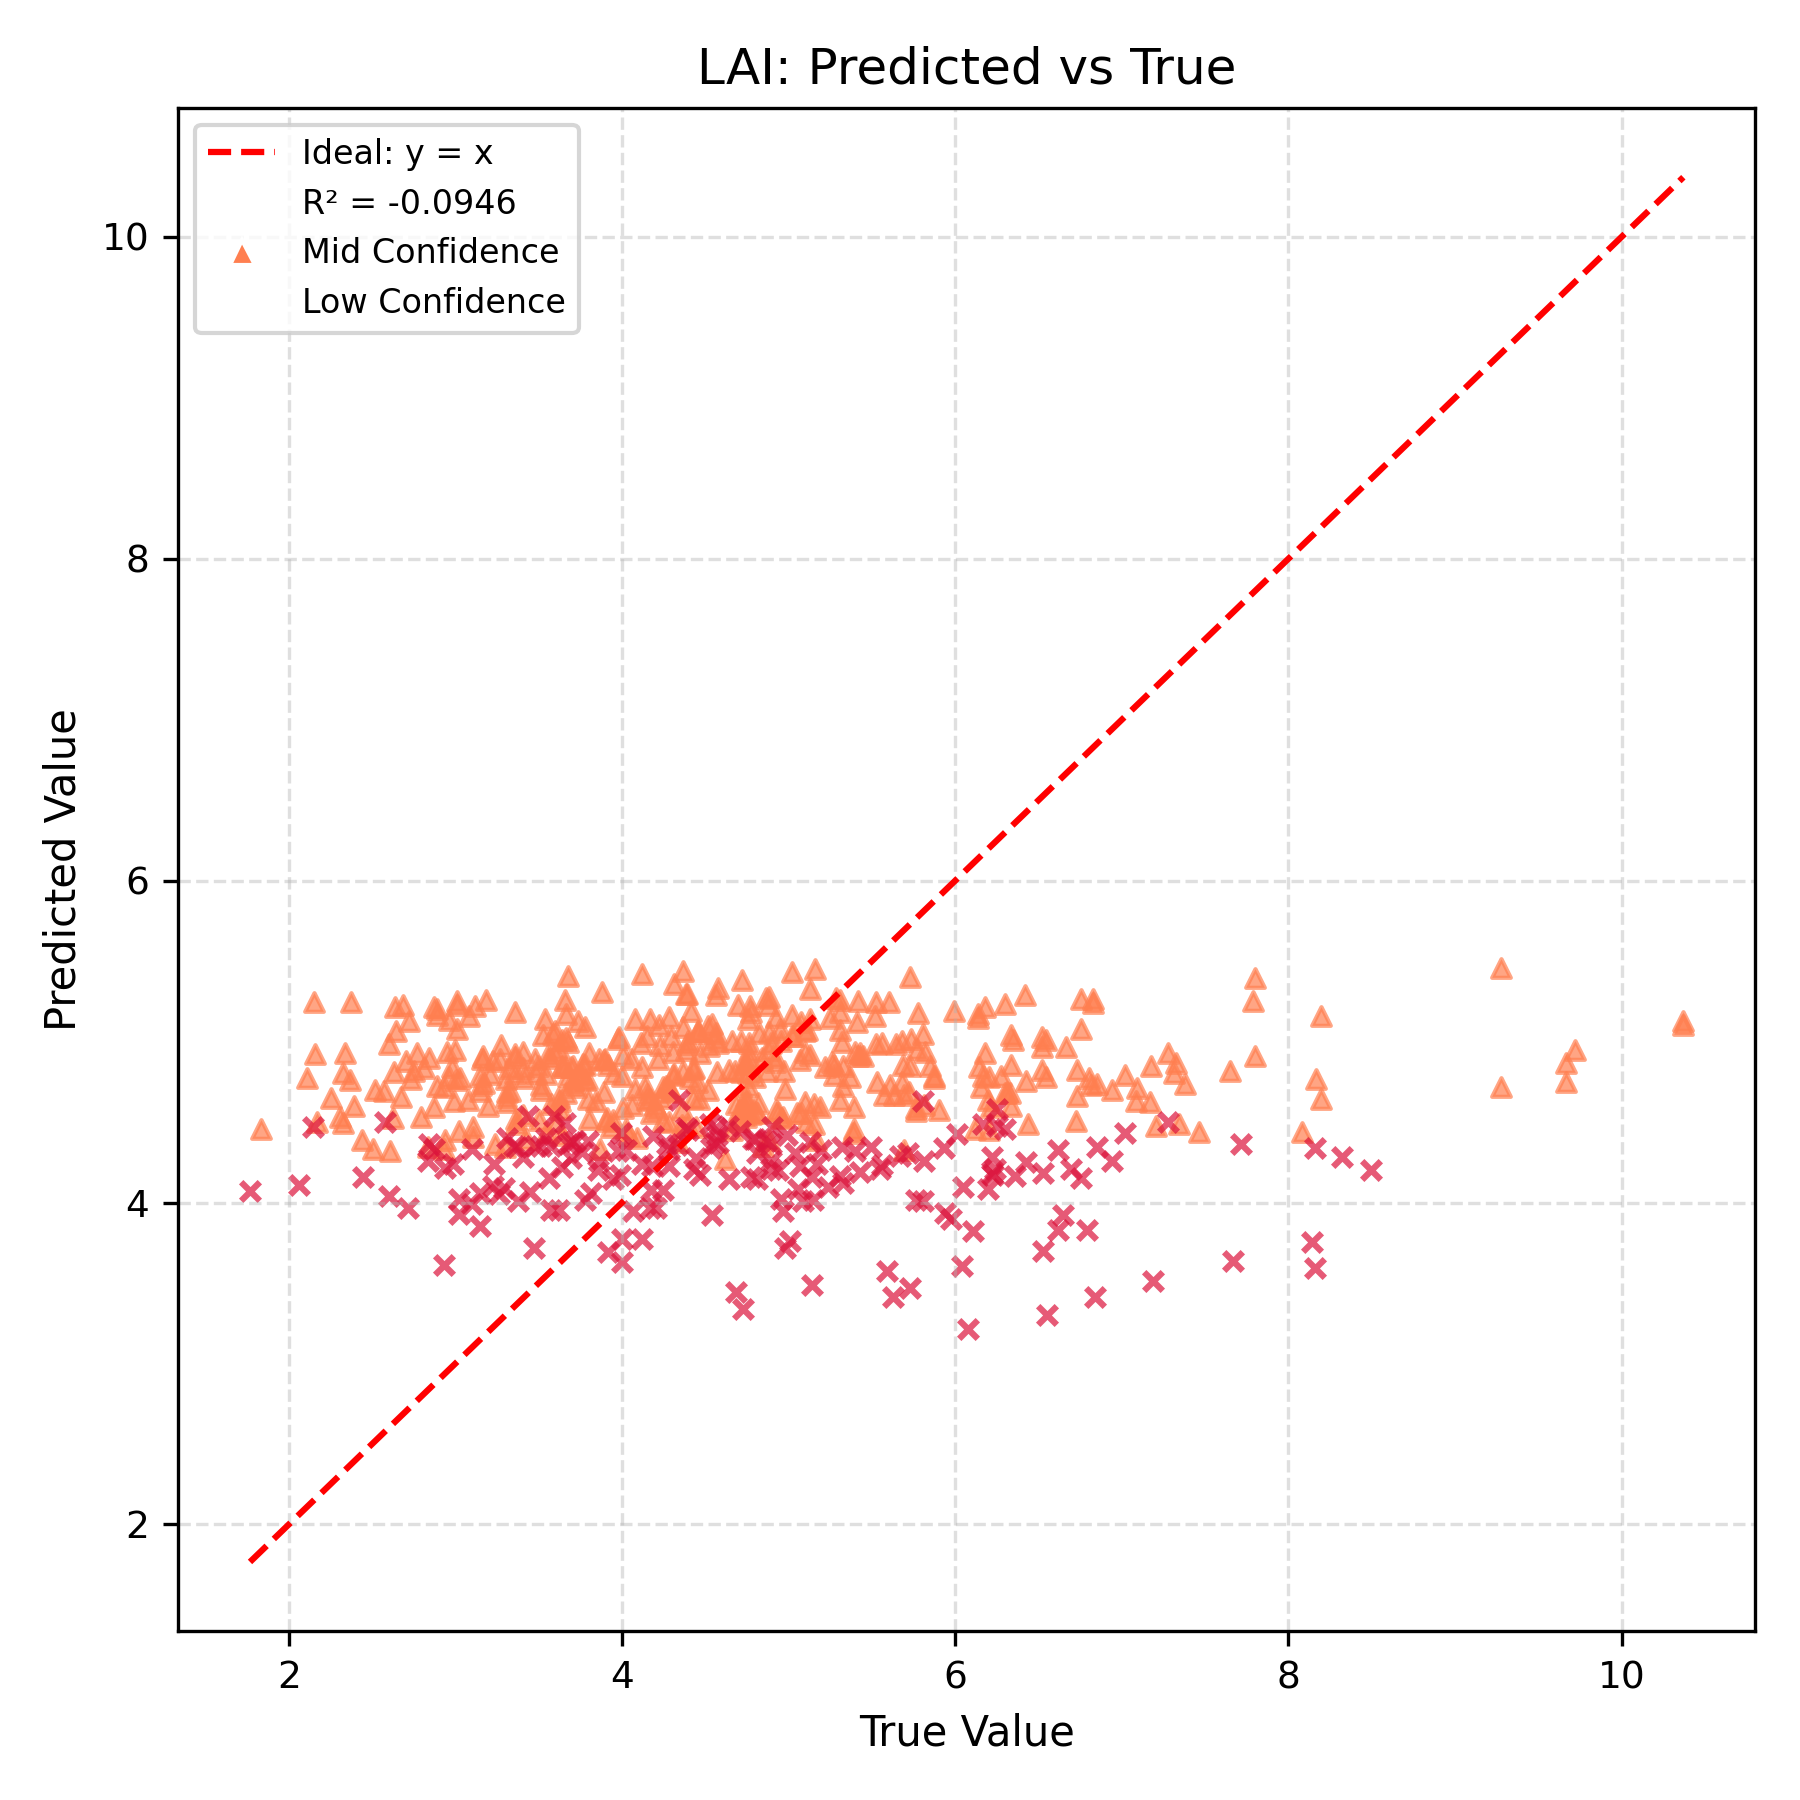 LAI: Predicted vs True
Ideal: y = x
R² = -0.0946
Mid Confidence
Low Confidence
10
8
6
4
2
Predicted Value
2 4 6 8 10
True Value